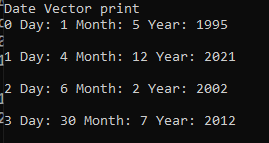 Date Vector print
0 Day: 1 Month: 5 Year: 1995
1 Day: 4 Month: 12 Year: 2021
2 Day: 6 Month: 2 Year: 2002
3 Day: 30 Month: 7 Year: 2012